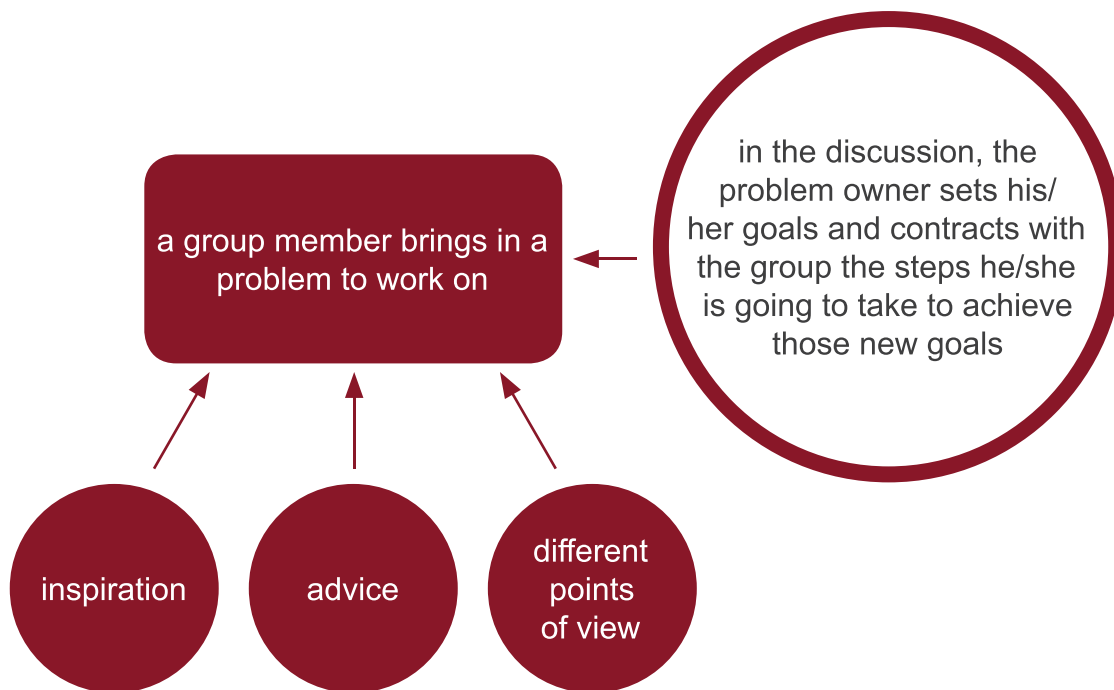 a group member brings in a
problem to work on
in the discussion, the
problem owner sets his/
her goals and contracts with
the group the steps he/she
is going to take to achieve
those new goals
inspiration
advice
different
points
of view